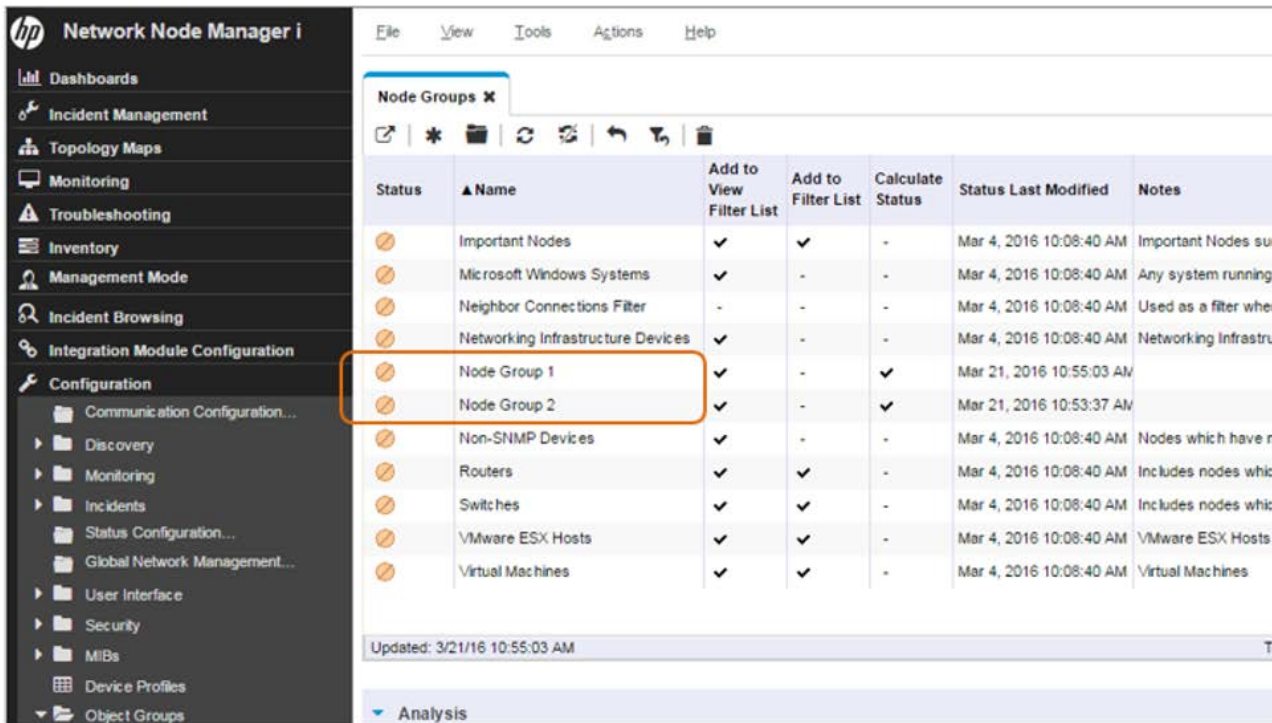 hp Network Node Manager i
File View Tools Actions Help
Dashboards
Incident Management
Topology Maps
Monitoring
Troubleshooting
Inventory
Management Mode
Incident Browsing
Integration Module Configuration
Configuration
Communication Configuration...
Discovery
Monitoring
Incidents
Status Configuration...
Global Network Management...
User Interface
Security
MIBs
Device Profiles
Object Groups
Node Groups ✖
Status ▲Name Add to View Filter List Add to Filter List Calculate Status Status Last Modified Notes
Important Nodes ✔ ✔ - Mar 4, 2016 10:08:40 AM Important Nodes su
Microsoft Windows Systems ✔ - - Mar 4, 2016 10:08:40 AM Any system running
Neighbor Connections Filter - - - Mar 4, 2016 10:08:40 AM Used as a filter whe
Networking Infrastructure Devices ✔ - - Mar 4, 2016 10:08:40 AM Networking Infrastru
Node Group 1 ✔ - ✔ Mar 21, 2016 10:55:03 AM
Node Group 2 ✔ - ✔ Mar 21, 2016 10:53:37 AM
Non-SNMP Devices ✔ - - Mar 4, 2016 10:08:40 AM Nodes which have
Routers ✔ ✔ - Mar 4, 2016 10:08:40 AM Includes nodes whic
Switches ✔ ✔ - Mar 4, 2016 10:08:40 AM Includes nodes whic
VMware ESX Hosts ✔ ✔ - Mar 4, 2016 10:08:40 AM VMware ESX Hosts
Virtual Machines ✔ ✔ - Mar 4, 2016 10:08:40 AM Virtual Machines
Updated: 3/21/16 10:55:03 AM
Analysis